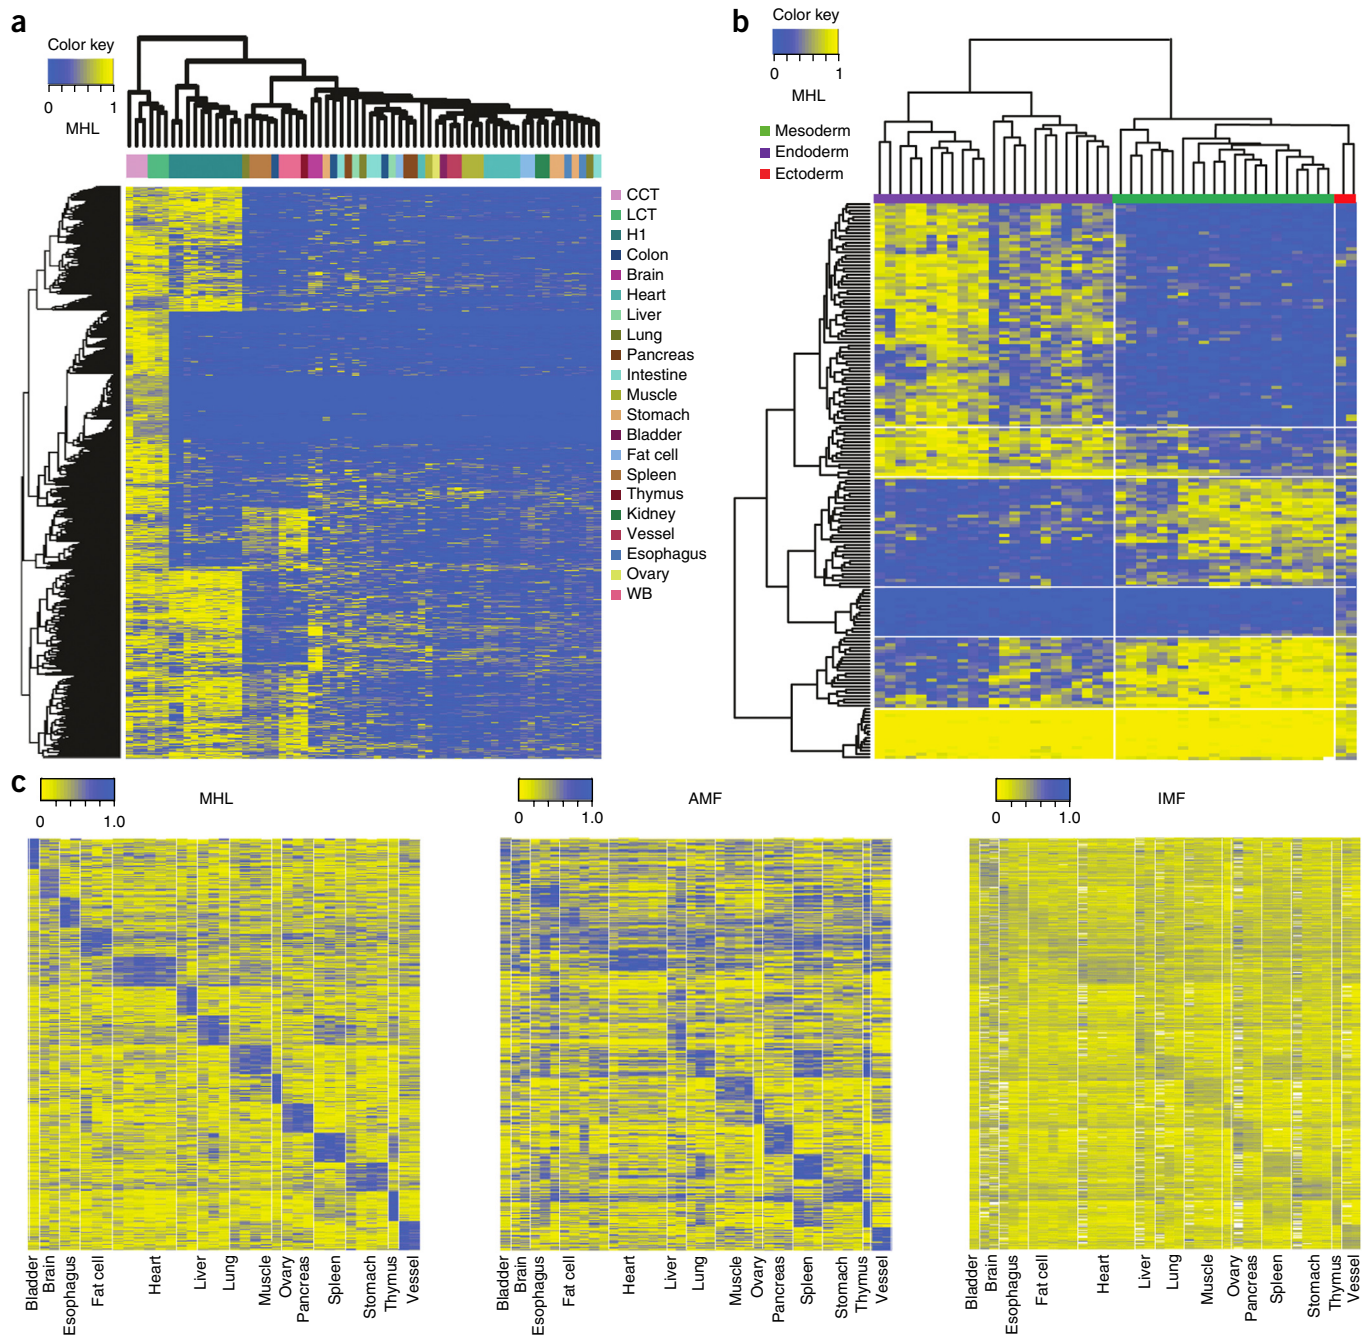 a
Color key
0 1
MHL
CCT
LCT
H1
Colon
Brain
Heart
Liver
Lung
Pancreas
Intestine
Muscle
Stomach
Bladder
Fat cell
Spleen
Thymus
Kidney
Vessel
Esophagus
Ovary
WB
b
Color key
0 1
MHL
Mesoderm
Endoderm
Ectoderm
c
0 1.0
MHL
Bladder
Brain
Esophagus
Fat cell
Heart
Liver
Lung
Muscle
Ovary
Pancreas
Spleen
Stomach
Thymus
Vessel
0 1.0
AMF
Bladder
Brain
Esophagus
Fat cell
Heart
Liver
Lung
Muscle
Ovary
Pancreas
Spleen
Stomach
Thymus
Vessel
0 1.0
IMF
Bladder
Brain
Esophagus
Fat cell
Heart
Liver
Lung
Muscle
Ovary
Pancreas
Spleen
Stomach
Thymus
Vessel